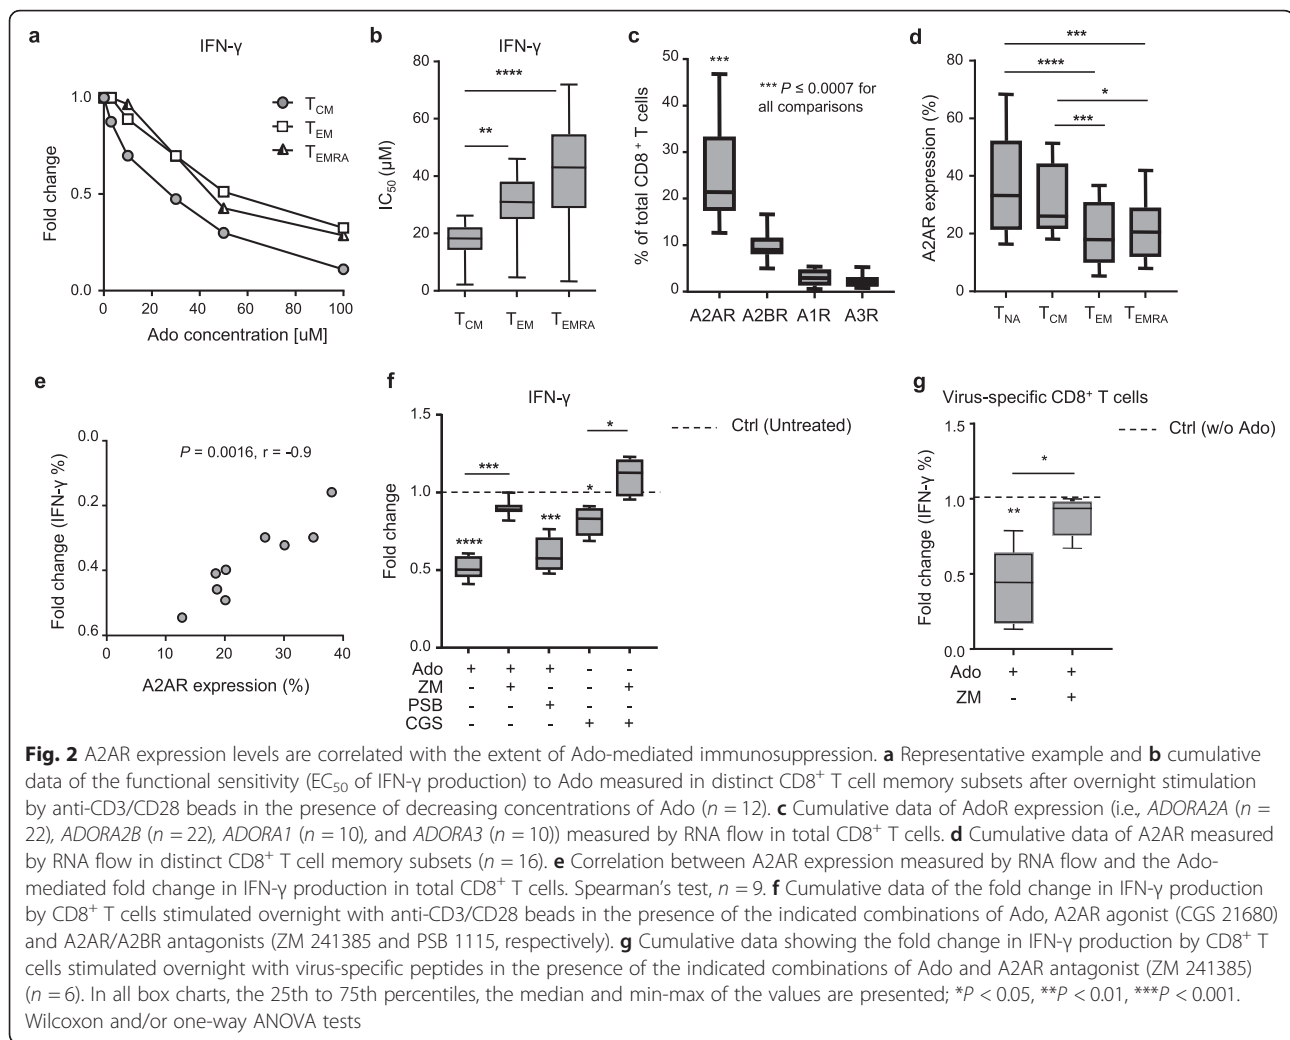 a
IFN-γ
1.0
0.5
0.0
Fold change
0 20 40 60 80 100
Ado concentration [uM]
T_CM
T_EM
T_EMRA
b
IFN-γ
80
60
40
20
0
IC₅₀ (µM)
****
**
T_CM T_EM T_EMRA
c
50
40
30
20
10
0
% of total CD8⁺ T cells
***
*** P ≤ 0.0007 for
all comparisons
A2AR A2BR A1R A3R
d
80
60
40
20
0
A2AR expression (%)
***
****
*
***
T_NA T_CM T_EM T_EMRA
e
0.0
0.2
0.4
0.6
Fold change (IFN-γ %)
P = 0.0016, r = -0.9
0 10 20 30 40
A2AR expression (%)
f
IFN-γ
1.5
1.0
0.5
0.0
Fold change
Ctrl (Untreated)
*
***
*
***
****
Ado + + + - -
ZM - + - - +
PSB - - + - -
CGS - - - + +
g
Virus-specific CD8⁺ T cells
1.5
1.0
0.5
0.0
Fold change (IFN-γ %)
Ctrl (w/o Ado)
*
**
Ado + +
ZM - +
Fig. 2 A2AR expression levels are correlated with the extent of Ado-mediated immunosuppression. a Representative example and b cumulative
data of the functional sensitivity (EC₅₀ of IFN-γ production) to Ado measured in distinct CD8⁺ T cell memory subsets after overnight stimulation
by anti-CD3/CD28 beads in the presence of decreasing concentrations of Ado (n = 12). c Cumulative data of AdoR expression (i.e., ADORA2A (n =
22), ADORA2B (n = 22), ADORA1 (n = 10), and ADORA3 (n = 10)) measured by RNA flow in total CD8⁺ T cells. d Cumulative data of A2AR measured
by RNA flow in distinct CD8⁺ T cell memory subsets (n = 16). e Correlation between A2AR expression measured by RNA flow and the Ado-
mediated fold change in IFN-γ production in total CD8⁺ T cells. Spearman's test, n = 9. f Cumulative data of the fold change in IFN-γ production
by CD8⁺ T cells stimulated overnight with anti-CD3/CD28 beads in the presence of the indicated combinations of Ado, A2AR agonist (CGS 21680)
and A2AR/A2BR antagonists (ZM 241385 and PSB 1115, respectively). g Cumulative data showing the fold change in IFN-γ production by CD8⁺ T
cells stimulated overnight with virus-specific peptides in the presence of the indicated combinations of Ado and A2AR antagonist (ZM 241385)
(n = 6). In all box charts, the 25th to 75th percentiles, the median and min-max of the values are presented; *P < 0.05, **P < 0.01, ***P < 0.001.
Wilcoxon and/or one-way ANOVA tests